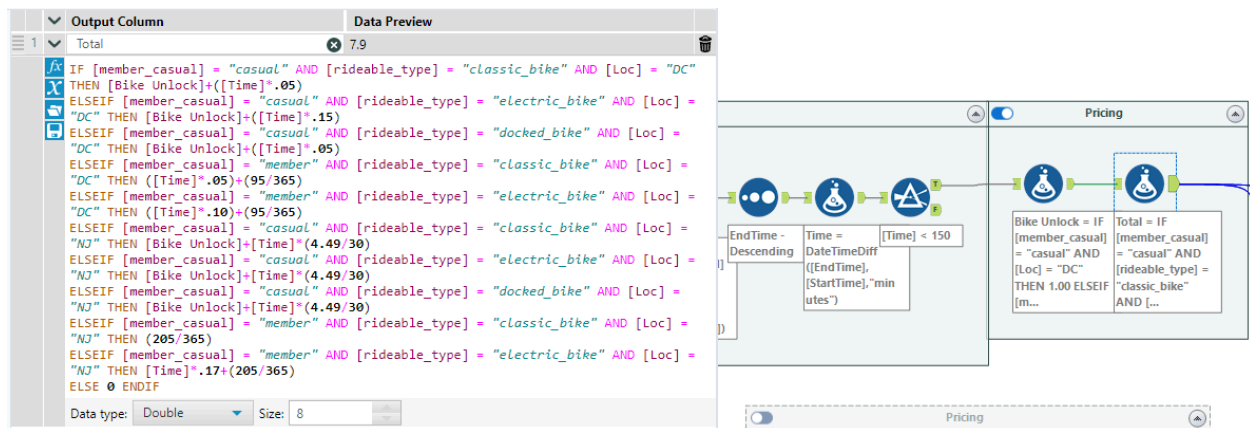 Output Column
Data Preview
1
Total
7.9
fx
IF [member_casual] = "casual" AND [rideable_type] = "classic_bike" AND [Loc] = "DC"
X
THEN [Bike Unlock]+([Time]*.05)
ELSEIF [member_casual] = "casual" AND [rideable_type] = "electric_bike" AND [Loc] =
"DC" THEN [Bike Unlock]+([Time]*.15)
ELSEIF [member_casual] = "casual" AND [rideable_type] = "docked_bike" AND [Loc] =
"DC" THEN [Bike Unlock]+([Time]*.05)
ELSEIF [member_casual] = "member" AND [rideable_type] = "classic_bike" AND [Loc] =
"DC" THEN ([Time]*.05)+(95/365)
ELSEIF [member_casual] = "member" AND [rideable_type] = "electric_bike" AND [Loc] =
"DC" THEN ([Time]*.10)+(95/365)
ELSEIF [member_casual] = "casual" AND [rideable_type] = "classic_bike" AND [Loc] =
"NJ" THEN [Bike Unlock]+[Time]*(4.49/30)
ELSEIF [member_casual] = "casual" AND [rideable_type] = "electric_bike" AND [Loc] =
"NJ" THEN [Bike Unlock]+[Time]*(4.49/30)
ELSEIF [member_casual] = "casual" AND [rideable_type] = "docked_bike" AND [Loc] =
"NJ" THEN [Bike Unlock]+[Time]*(4.49/30)
ELSEIF [member_casual] = "member" AND [rideable_type] = "classic_bike" AND [Loc] =
"NJ" THEN (205/365)
ELSEIF [member_casual] = "member" AND [rideable_type] = "electric_bike" AND [Loc] =
"NJ" THEN [Time]*.17+(205/365)
ELSE 0 ENDIF
Data type:
Double
Size:
8
Pricing
T
F
EndTime -
Descending
Time =
DateTimeDiff
([EndTime],
[StartTime],"min
utes")
[Time] < 150
Bike Unlock = IF
[member_casual]
= "casual" AND
[Loc] = "DC"
THEN 1.00 ELSEIF
[m...
Total = IF
[member_casual]
= "casual" AND
[rideable_type] =
"classic_bike"
AND [...
])
Pricing